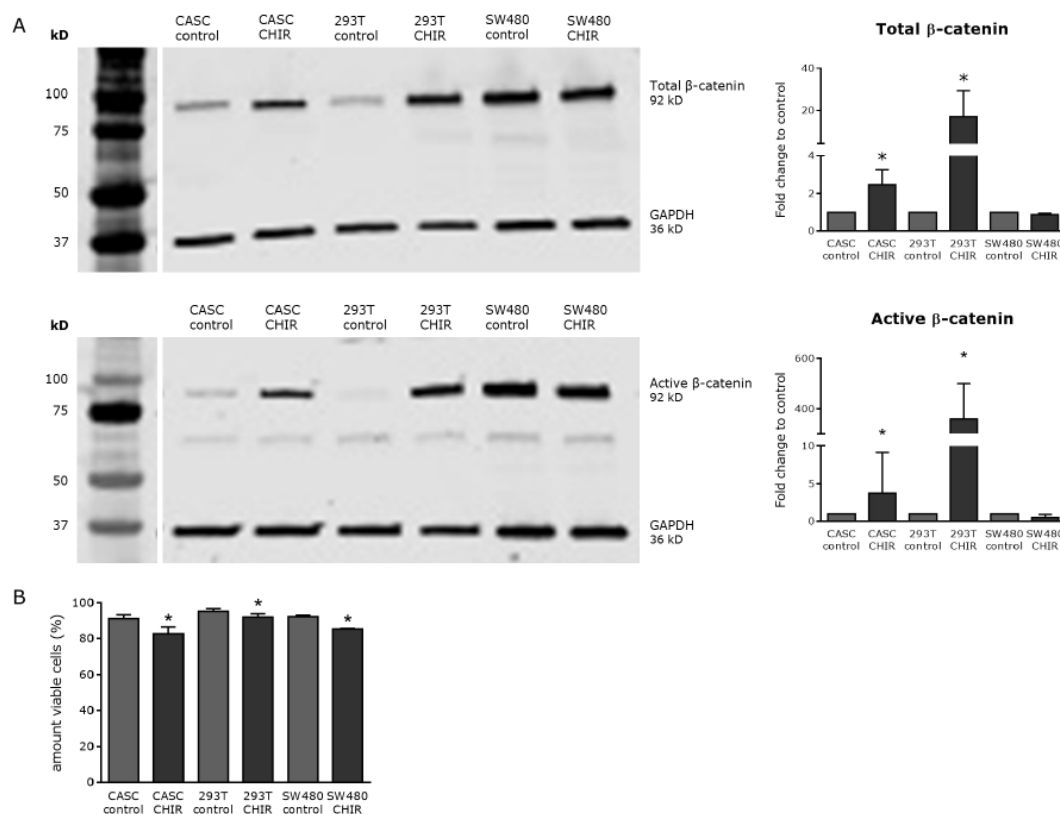 A
kD
CASC
control
CASC
CHIR
293T
control
293T
CHIR
SW480
control
SW480
CHIR
100
75
50
37
Total β-catenin
92 kD
GAPDH
36 kD
Total β-catenin
Fold change to control
40
20
4
2
0
*
*
CASC
control
CASC
CHIR
293T
control
293T
CHIR
SW480
control
SW480
CHIR
kD
CASC
control
CASC
CHIR
293T
control
293T
CHIR
SW480
control
SW480
CHIR
100
75
50
37
Active β-catenin
92 kD
GAPDH
36 kD
Active β-catenin
Fold change to control
600
400
10
5
0
*
*
CASC
control
CASC
CHIR
293T
control
293T
CHIR
SW480
control
SW480
CHIR
B
amount viable cells (%)
100
80
60
40
20
0
*
*
*
CASC
control
CASC
CHIR
293T
control
293T
CHIR
SW480
control
SW480
CHIR